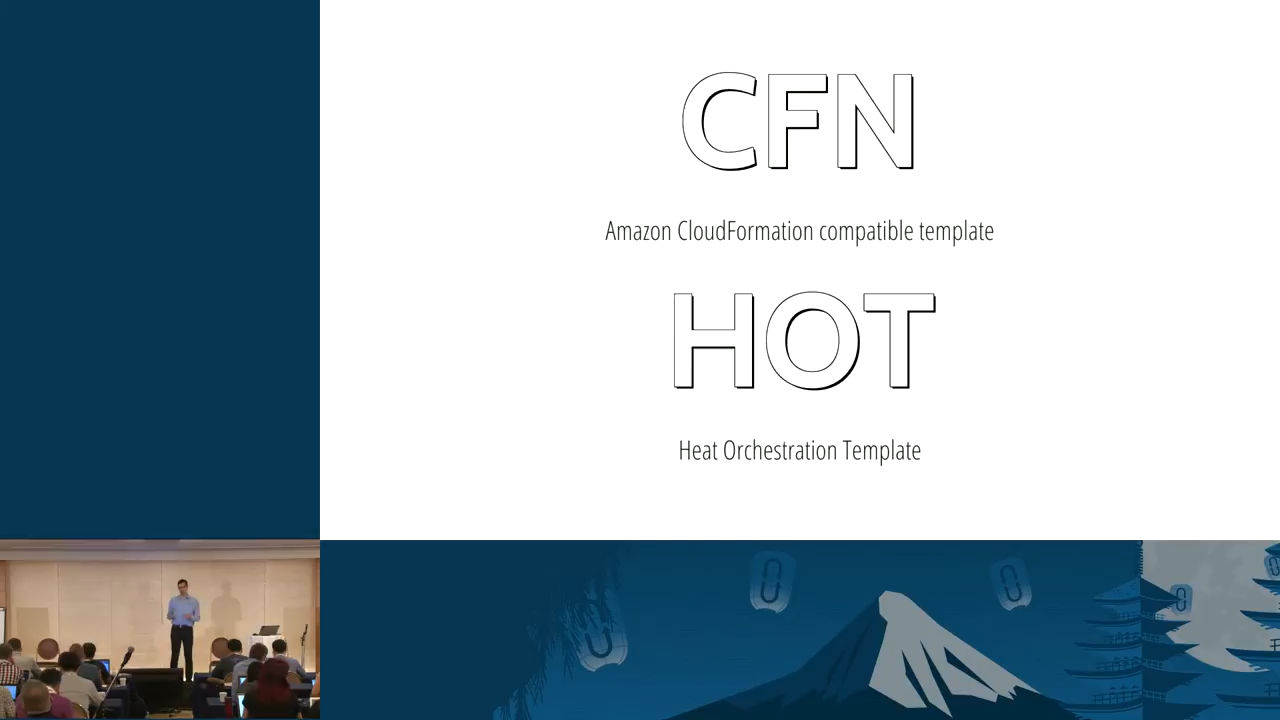 CFN
Amazon CloudFormation compatible template
HOT
Heat Orchestration Template